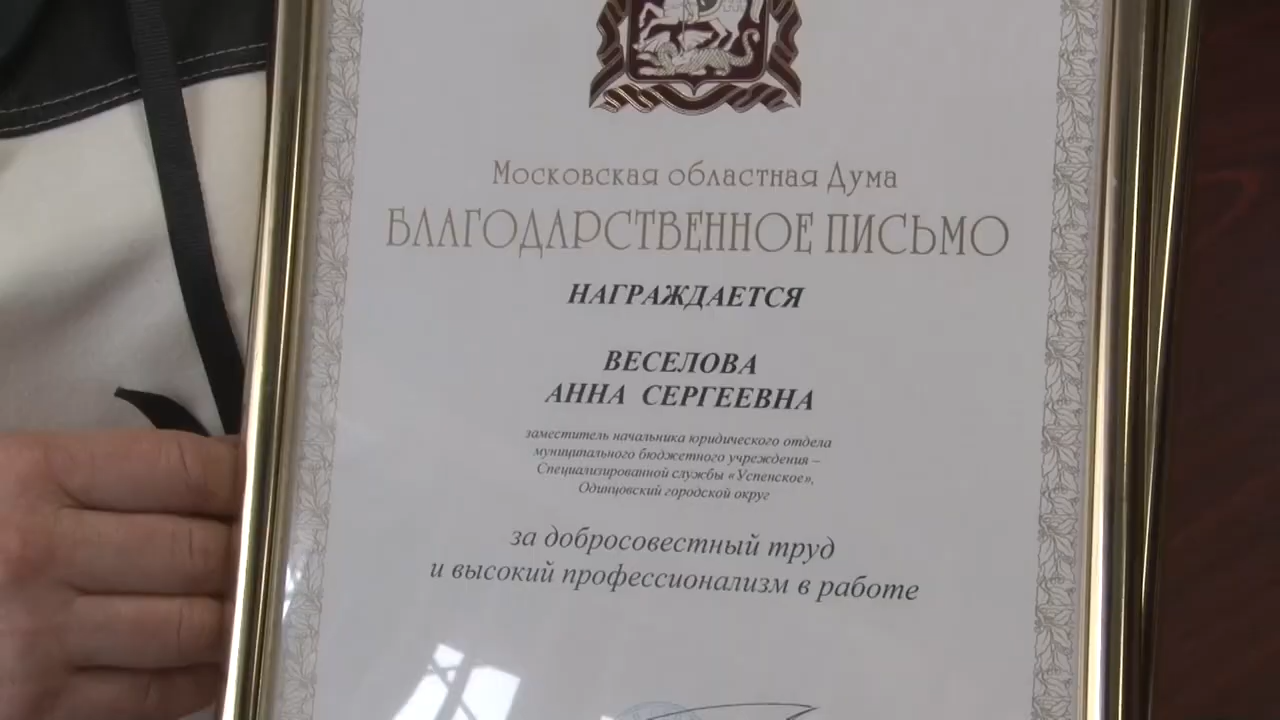 Московская областная Дума
БЛАГОДАРСТВЕННОЕ ПИСЬМО
НАГРАЖДАЕТСЯ
ВЕСЕЛОВА
АННА СЕРГЕЕВНА
заместитель начальника юридического отдела
муниципального бюджетного учреждения –
Специализированной службы «Успенское»,
Одинцовский городской округ
за добросовестный труд
и высокий профессионализм в работе